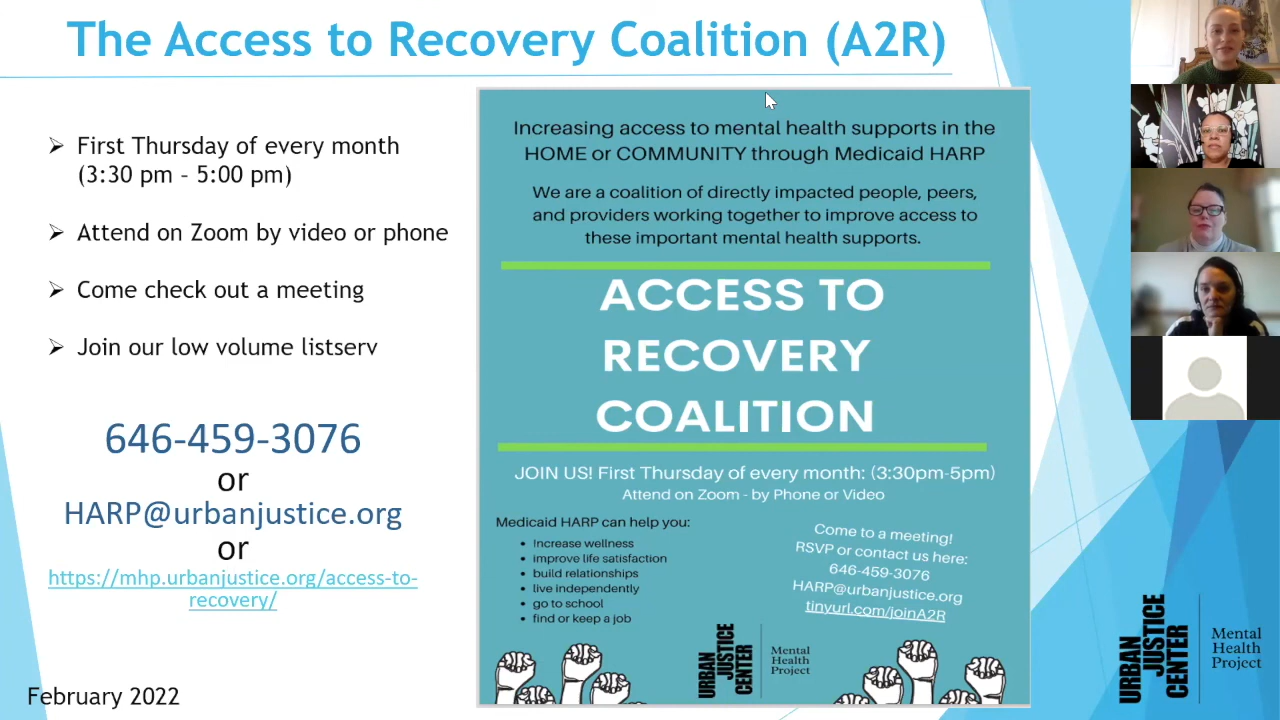 The Access to Recovery Coalition (A2R)
First Thursday of every month
(3:30 pm – 5:00 pm)
Attend on Zoom by video or phone
Come check out a meeting
Join our low volume listserv
646-459-3076
or
HARP@urbanjustice.org
or
https://mhp.urbanjustice.org/access-to-
recovery/
February 2022
Increasing access to mental health supports in the
HOME or COMMUNITY through Medicaid HARP
We are a coalition of directly impacted people, peers,
and providers working together to improve access to
these important mental health supports.
ACCESS TO
RECOVERY
COALITION
JOIN US! First Thursday of every month: (3:30pm-5pm)
Attend on Zoom - by Phone or Video
Medicaid HARP can help you:
Increase wellness
improve life satisfaction
build relationships
live independently
go to school
find or keep a job
Come to a meeting!
RSVP or contact us here:
646-459-3076
HARP@urbanjustice.org
tinyurl.com/joinA2R
URBAN
JUSTICE
CENTER
Mental
Health
Project
URBAN
JUSTICE
CENTER
Mental
Health
Project